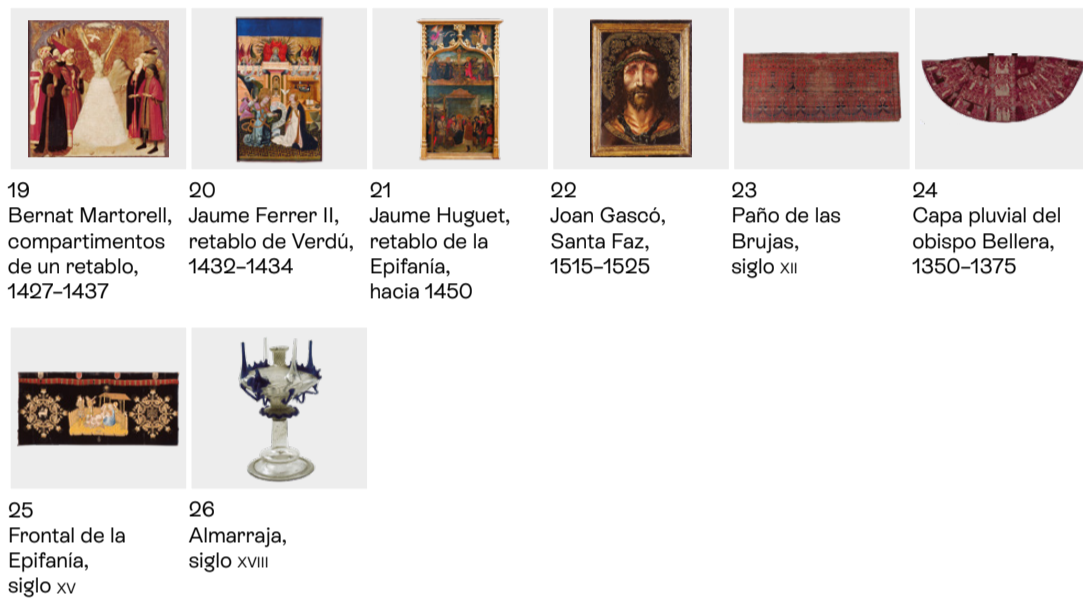 19
Bernat Martorell,
compartimentos
de un retablo,
1427–1437
20
Jaume Ferrer II,
retablo de Verdú,
1432–1434
21
Jaume Huguet,
retablo de la
Epifanía,
hacia 1450
22
Joan Gascó,
Santa Faz,
1515–1525
23
Paño de las
Brujas,
siglo XII
24
Capa pluvial del
obispo Bellera,
1350–1375
25
Frontal de la
Epifanía,
siglo XV
26
Almarraja,
siglo XVIII